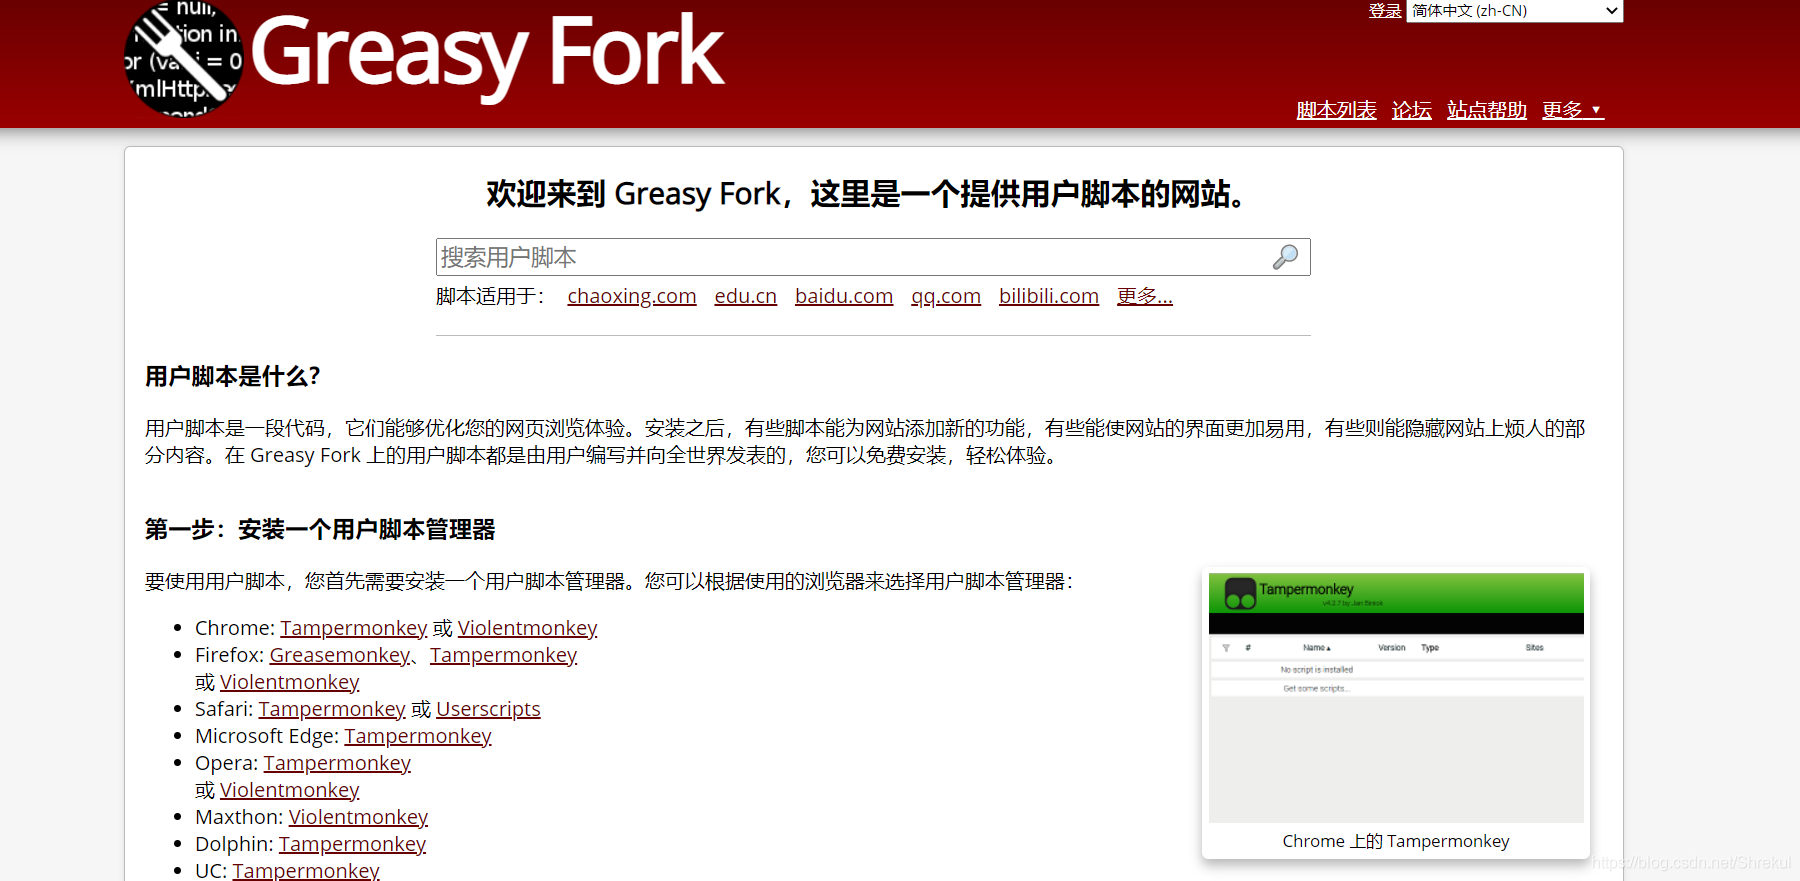 = null,
tion in
or (va i = 0
mlHttp
Greasy Fork
登录 简体中文 (zh-CN)
脚本列表 论坛 站点帮助 更多 ▼
欢迎来到 Greasy Fork，这里是一个提供用户脚本的网站。
搜索用户脚本
脚本适用于： chaoxing.com edu.cn baidu.com qq.com bilibili.com 更多...
用户脚本是什么？
用户脚本是一段代码，它们能够优化您的网页浏览体验。安装之后，有些脚本能为网站添加新的功能，有些能使网站的界面更加易用，有些则能隐藏网站上烦人的部
分内容。在 Greasy Fork 上的用户脚本都是由用户编写并向全世界发表的，您可以免费安装，轻松体验。
第一步：安装一个用户脚本管理器
要使用用户脚本，您首先需要安装一个用户脚本管理器。您可以根据使用的浏览器来选择用户脚本管理器：
• Chrome: Tampermonkey 或 Violentmonkey
• Firefox: Greasemonkey、Tampermonkey
或 Violentmonkey
• Safari: Tampermonkey 或 Userscripts
• Microsoft Edge: Tampermonkey
• Opera: Tampermonkey
或 Violentmonkey
• Maxthon: Violentmonkey
• Dolphin: Tampermonkey
• UC: Tampermonkey
Tampermonkey
v4.2.7 by Jan Biniok
# Name▲ Version Type Sites
No script is installed
Get some scripts...
Chrome 上的 Tampermonkey
https://blog.csdn.net/Shrekul